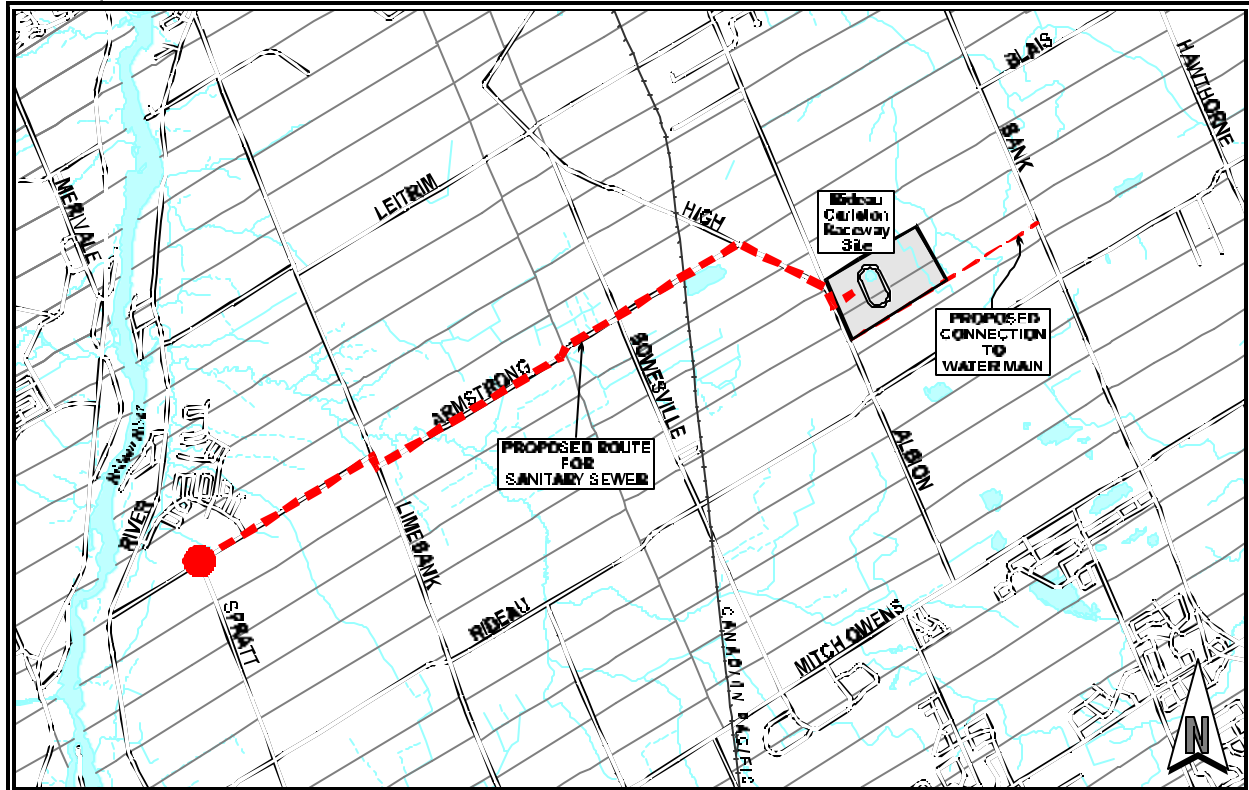 BLAIS
HAWTHORNE
BANK
MERIVALE
LEITRIM
HIGH
Rideau
Carleton
Raceway
Site
PROPOSED
CONNECTION
TO
WATER MAIN
BOWESVILLE
ARMSTRONG
PROPOSED ROUTE
FOR
SANITARY SEWER
ALBION
RIVER
LIMEBANK
SPRATT
RIDEAU
MITCH OWENS
CANADIAN PACIFIC
N